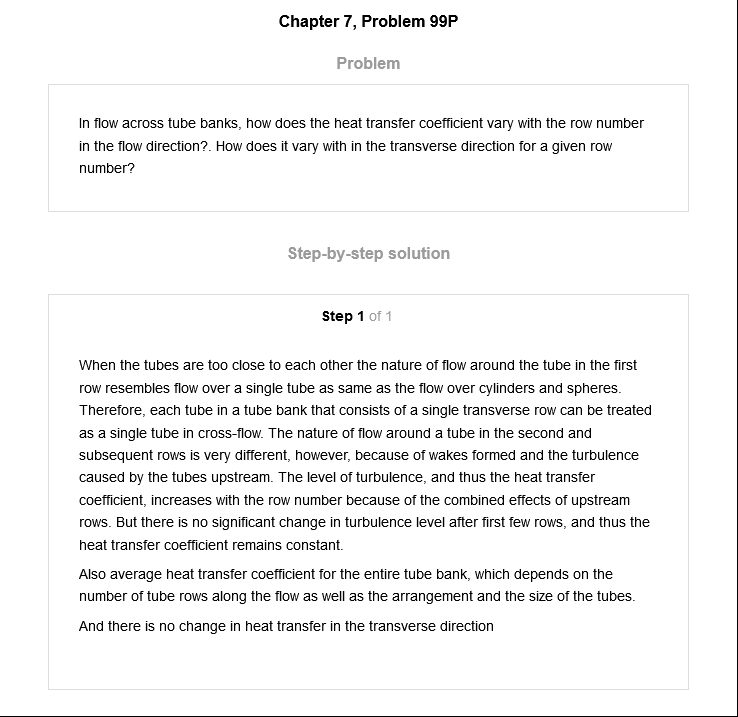 Chapter 7, Problem 99P
Problem
In flow across tube banks, how does the heat transfer coefficient vary with the row number
in the flow direction?. How does it vary with in the transverse direction for a given row
number?
Step-by-step solution
Step 1 of 1
When the tubes are too close to each other the nature of flow around the tube in the first
row resembles flow over a single tube as same as the flow over cylinders and spheres.
Therefore, each tube in a tube bank that consists of a single transverse row can be treated
as a single tube in cross-flow. The nature of flow around a tube in the second and
subsequent rows is very different, however, because of wakes formed and the turbulence
caused by the tubes upstream. The level of turbulence, and thus the heat transfer
coefficient, increases with the row number because of the combined effects of upstream
rows. But there is no significant change in turbulence level after first few rows, and thus the
heat transfer coefficient remains constant.
Also average heat transfer coefficient for the entire tube bank, which depends on the
number of tube rows along the flow as well as the arrangement and the size of the tubes.
And there is no change in heat transfer in the transverse direction